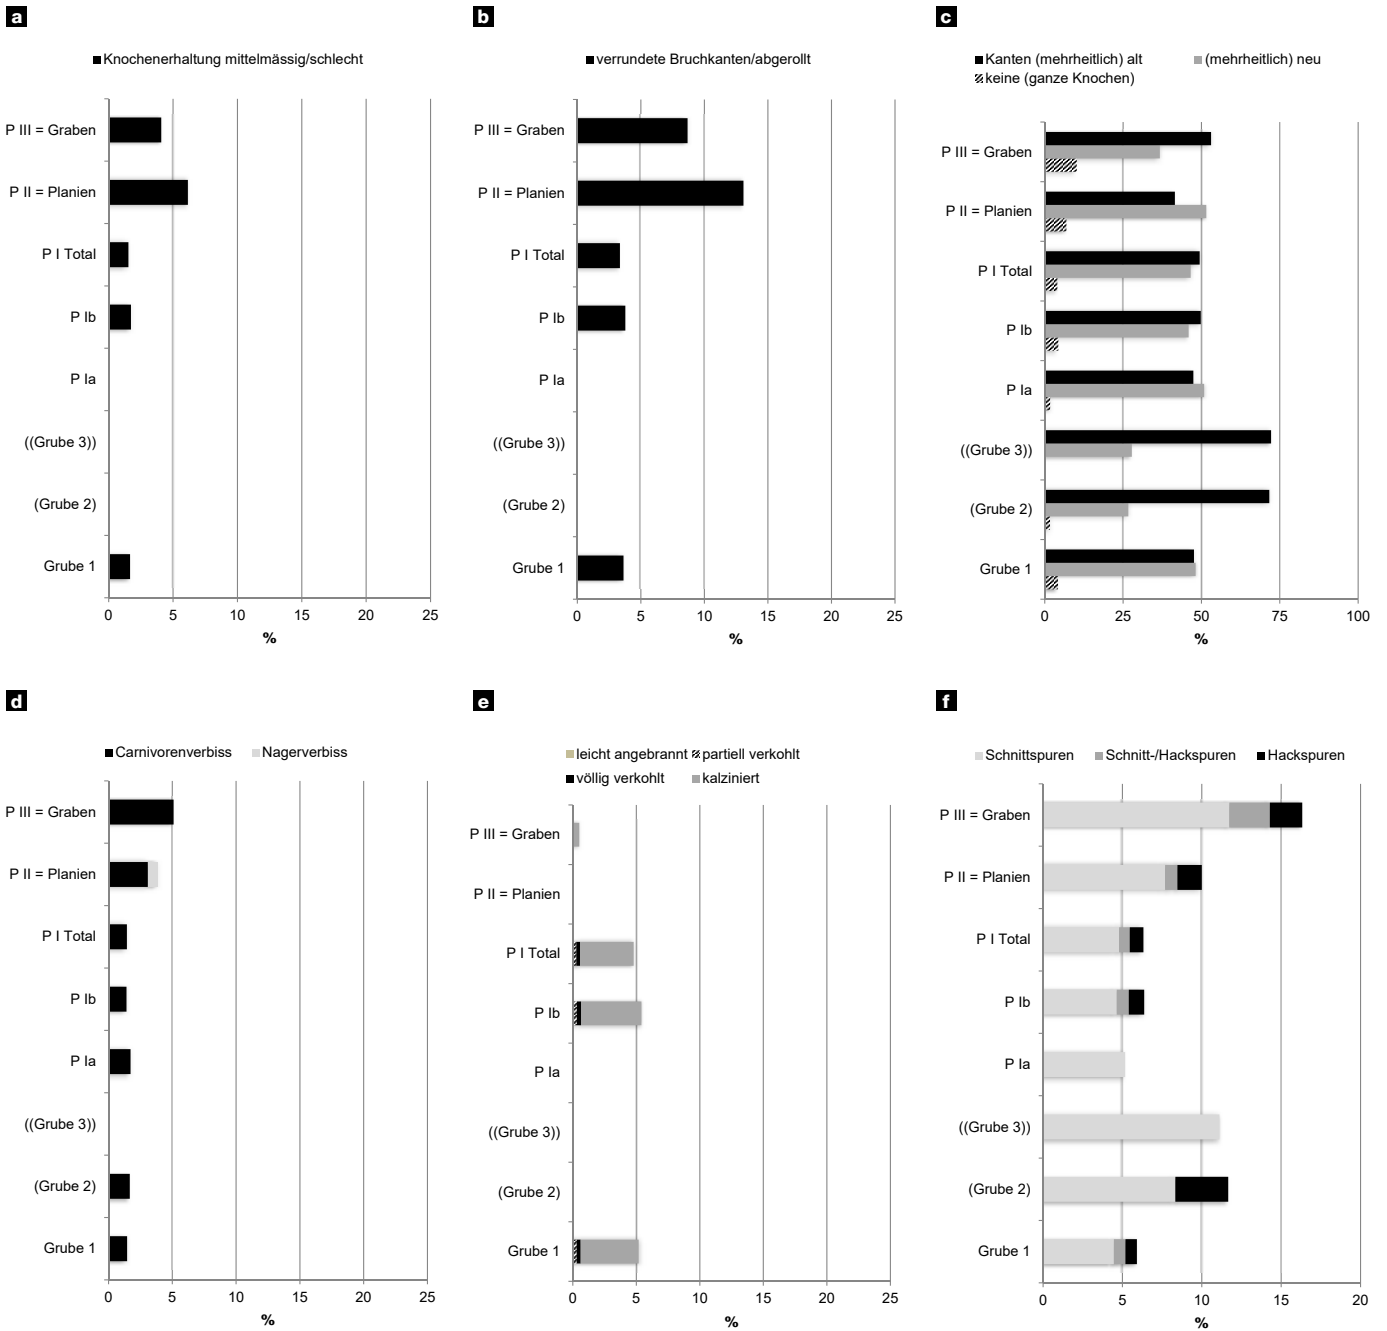 a
Knochenerhaltung mittelmässig/schlecht
P III = Graben
P II = Planien
P I Total
P Ib
P Ia
((Grube 3))
(Grube 2)
Grube 1
0 5 10 15 20 25
%
b
verrundete Bruchkanten/abgerollt
P III = Graben
P II = Planien
P I Total
P Ib
P Ia
((Grube 3))
(Grube 2)
Grube 1
0 5 10 15 20 25
%
c
Kanten (mehrheitlich) alt (mehrheitlich) neu
keine (ganze Knochen)
P III = Graben
P II = Planien
P I Total
P Ib
P Ia
((Grube 3))
(Grube 2)
Grube 1
0 25 50 75 100
%
d
Carnivorenverbiss Nagerverbiss
P III = Graben
P II = Planien
P I Total
P Ib
P Ia
((Grube 3))
(Grube 2)
Grube 1
0 5 10 15 20 25
%
e
leicht angebrannt partiell verkohlt
völlig verkohlt kalziniert
P III = Graben
P II = Planien
P I Total
P Ib
P Ia
((Grube 3))
(Grube 2)
Grube 1
0 5 10 15 20 25
%
f
Schnittspuren Schnitt-/Hackspuren Hackspuren
P III = Graben
P II = Planien
P I Total
P Ib
P Ia
((Grube 3))
(Grube 2)
Grube 1
0 5 10 15 20
%